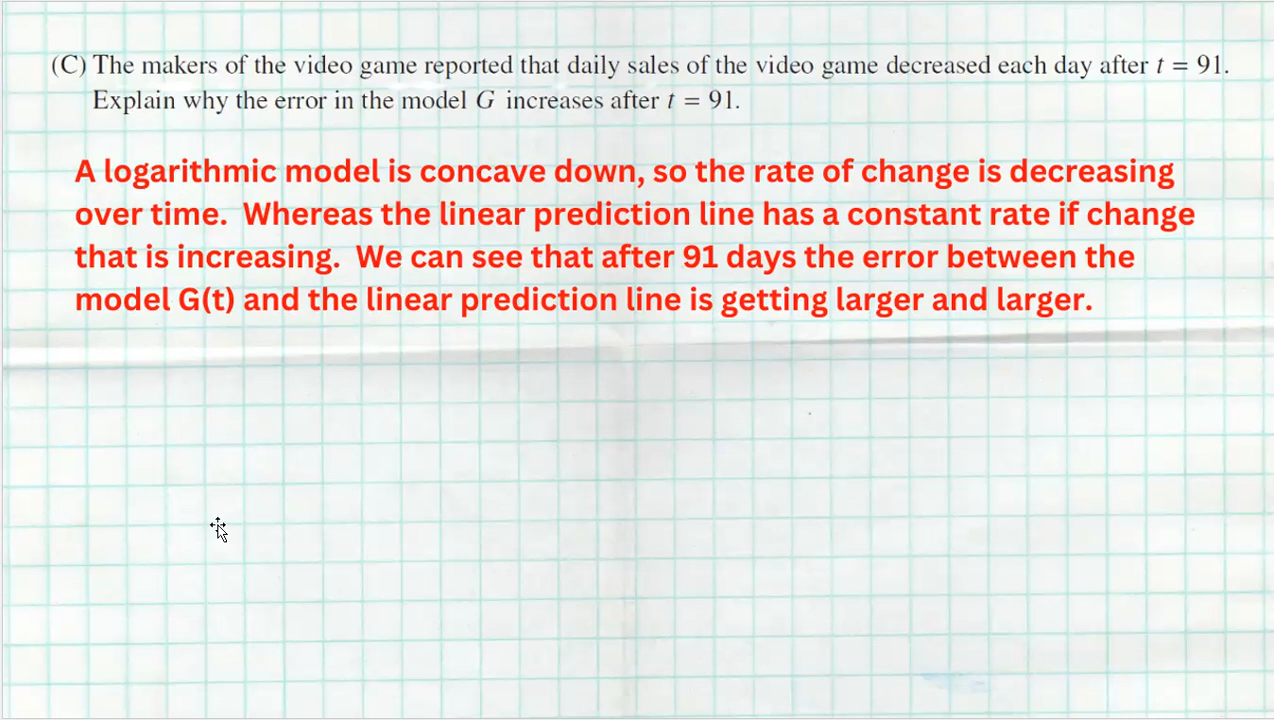 (C) The makers of the video game reported that daily sales of the video game decreased each day after t = 91.
Explain why the error in the model G increases after t = 91.
A logarithmic model is concave down, so the rate of change is decreasing
over time. Whereas the linear prediction line has a constant rate if change
that is increasing. We can see that after 91 days the error between the
model G(t) and the linear prediction line is getting larger and larger.